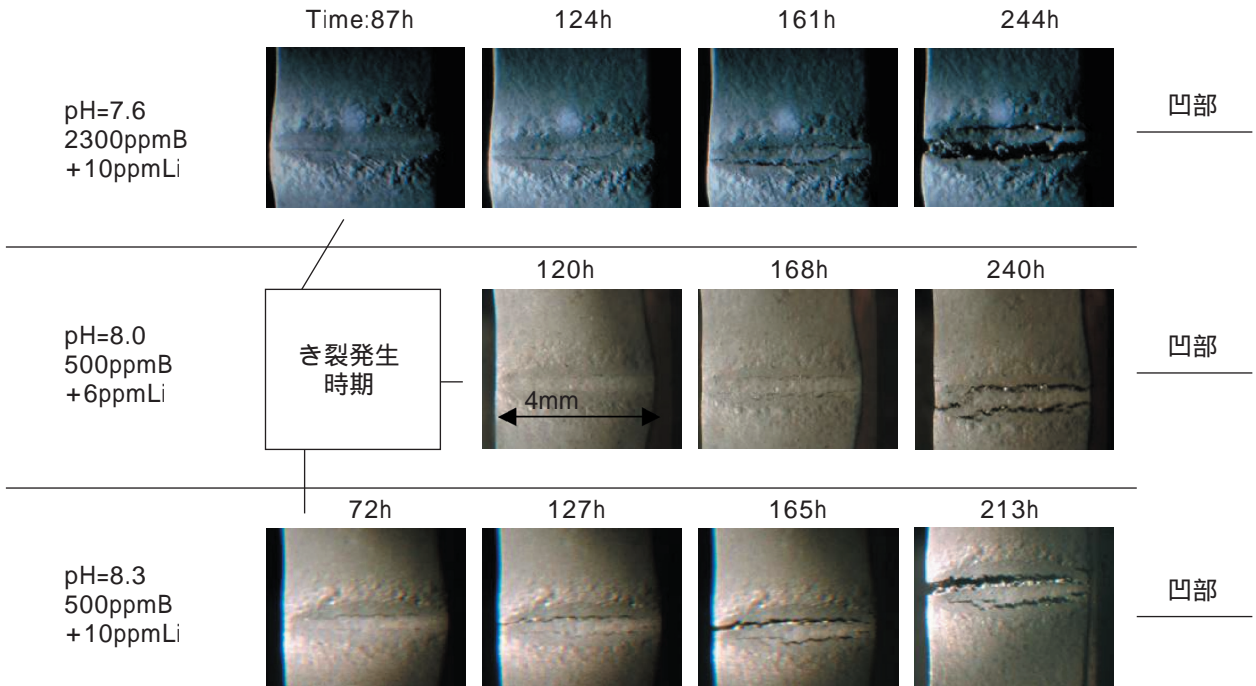 Time:87h 124h 161h 244h
pH=7.6
2300ppmB
+10ppmLi
凹部
120h 168h 240h
pH=8.0
500ppmB
+6ppmLi
き裂発生
時期
4mm
凹部
72h 127h 165h 213h
pH=8.3
500ppmB
+10ppmLi
凹部